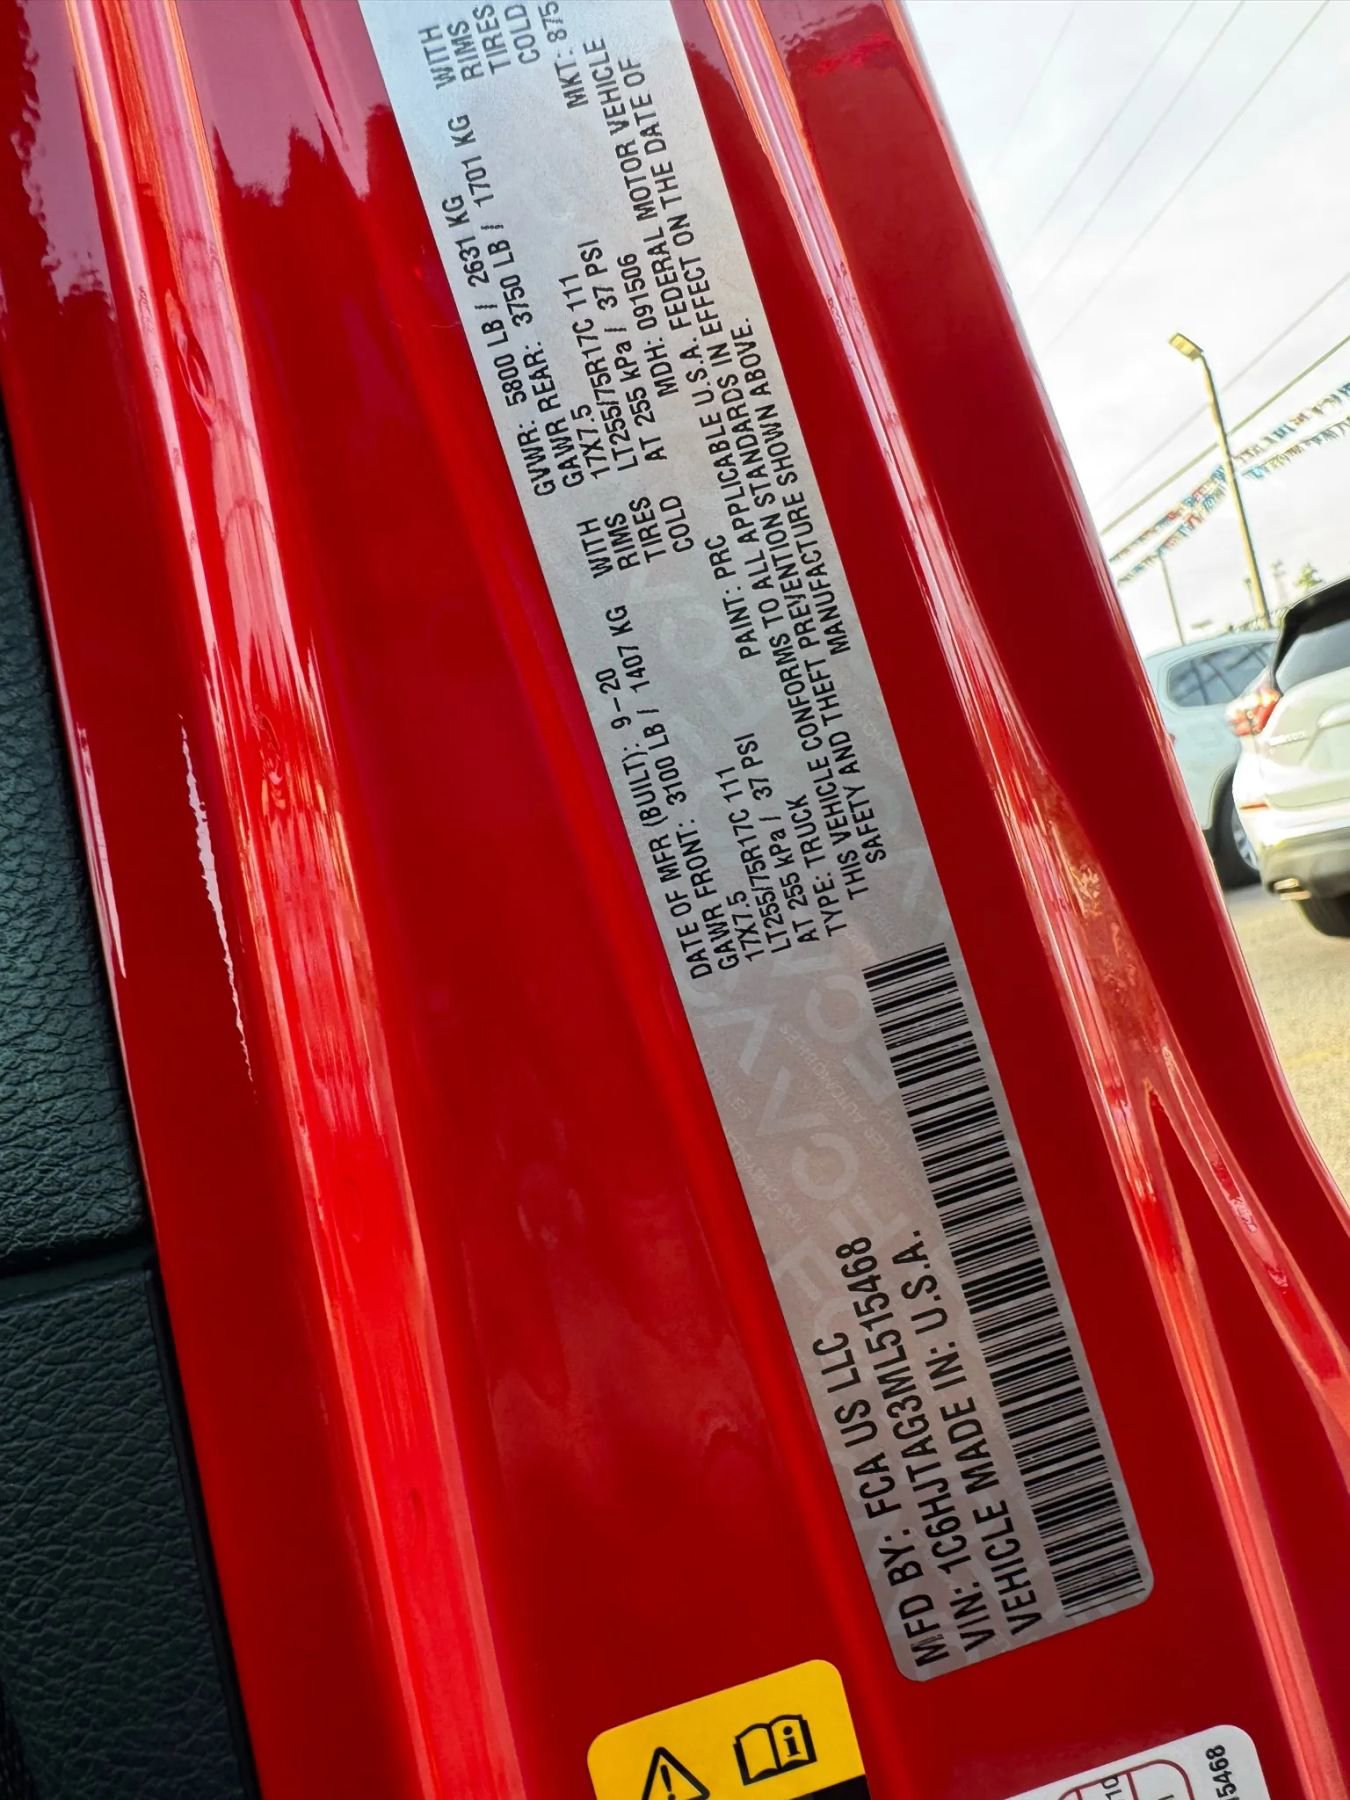 MFD BY: FCA US LLC
VIN: 1C6HJTAG3ML515468
VEHICLE MADE IN: U.S.A.
DATE OF MFR (BUILT): 9-20
GAWR FRONT: 3100 LB / 1407 KG WITH
17X7.5 RIMS
LT255/75R17C 111 TIRES
AT 255 kPa / 37 PSI COLD
GVWR: 5800 LB / 2631 KG
GAWR REAR: 3750 LB / 1701 KG WITH
17X7.5 RIMS
LT255/75R17C 111 TIRES
AT 255 kPa / 37 PSI COLD
TYPE: TRUCK PAINT: PRC MDH: 091506 MKT: 875
THIS VEHICLE CONFORMS TO ALL APPLICABLE U.S.A. FEDERAL MOTOR VEHICLE
SAFETY AND THEFT PREVENTION STANDARDS IN EFFECT ON THE DATE OF
MANUFACTURE SHOWN ABOVE.
15468